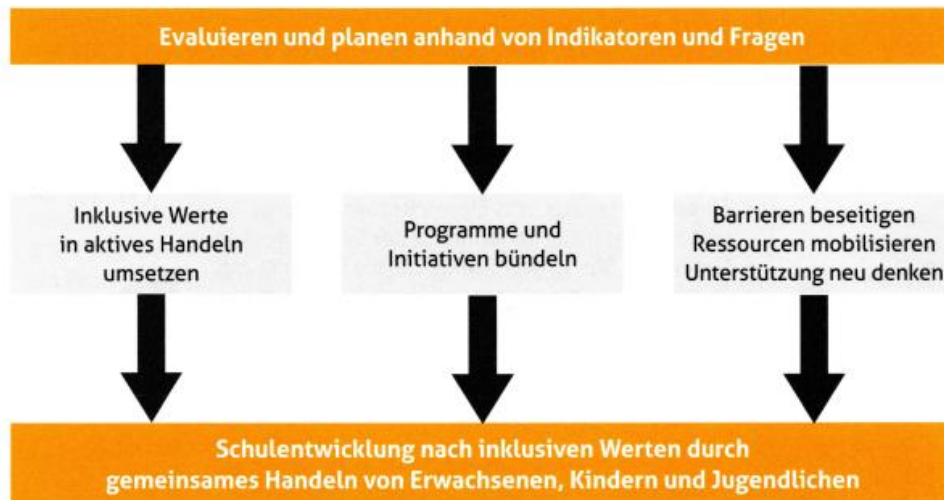 Evaluieren und planen anhand von Indikatoren und Fragen
Inklusive Werte
in aktives Handeln
umsetzen
Programme und
Initiativen bündeln
Barrieren beseitigen
Ressourcen mobilisieren
Unterstützung neu denken
Schulentwicklung nach inklusiven Werten durch
gemeinsames Handeln von Erwachsenen, Kindern und Jugendlichen